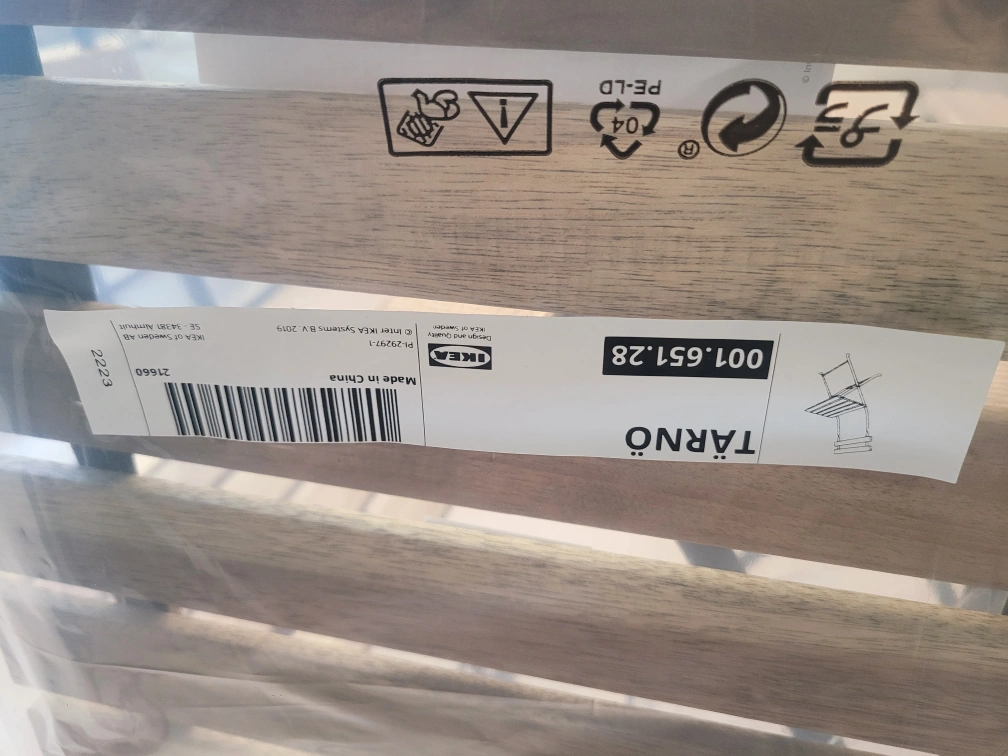 TÄRNÖ
001.651.28
IKEA
Design and Quality
IKEA of Sweden
Made in China
21660
PI-29297-1
© Inter IKEA Systems B.V. 2019
IKEA of Sweden AB
SE - 34381 Älmhult
2223
®
04
PE-LD